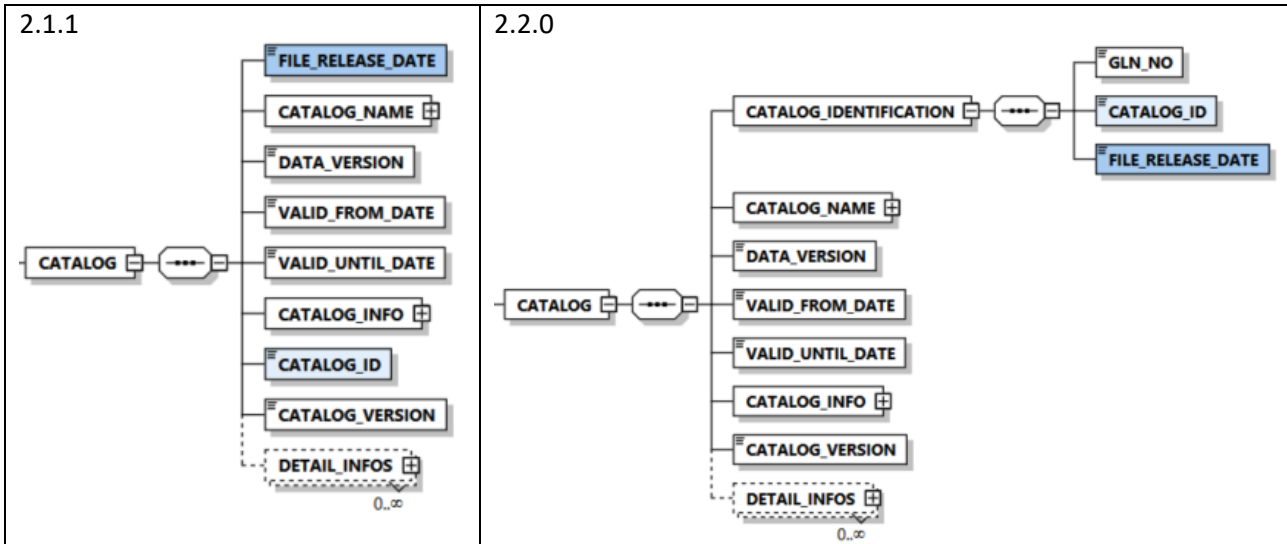 2.1.1
FILE_RELEASE_DATE
CATALOG_NAME
DATA_VERSION
VALID_FROM_DATE
CATALOG
VALID_UNTIL_DATE
CATALOG_INFO
CATALOG_ID
CATALOG_VERSION
DETAIL_INFOS
0..∞
2.2.0
GLN_NO
CATALOG_IDENTIFICATION
CATALOG_ID
FILE_RELEASE_DATE
CATALOG_NAME
DATA_VERSION
CATALOG
VALID_FROM_DATE
VALID_UNTIL_DATE
CATALOG_INFO
CATALOG_VERSION
DETAIL_INFOS
0..∞